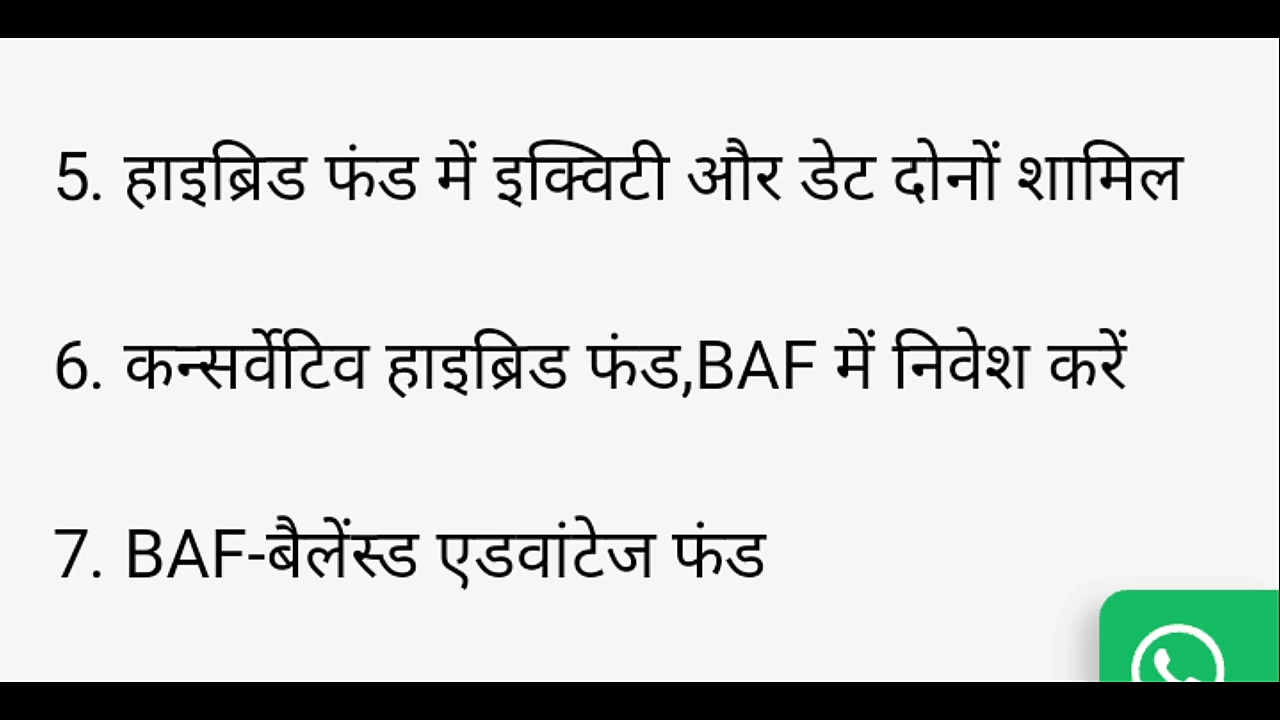 5. हाइब्रिड फंड में इक्विटी और डेट दोनों शामिल
6. कन्सर्वेटिव हाइब्रिड फंड,BAF में निवेश करें
7. BAF-बैलेंस्ड एडवांटेज फंड